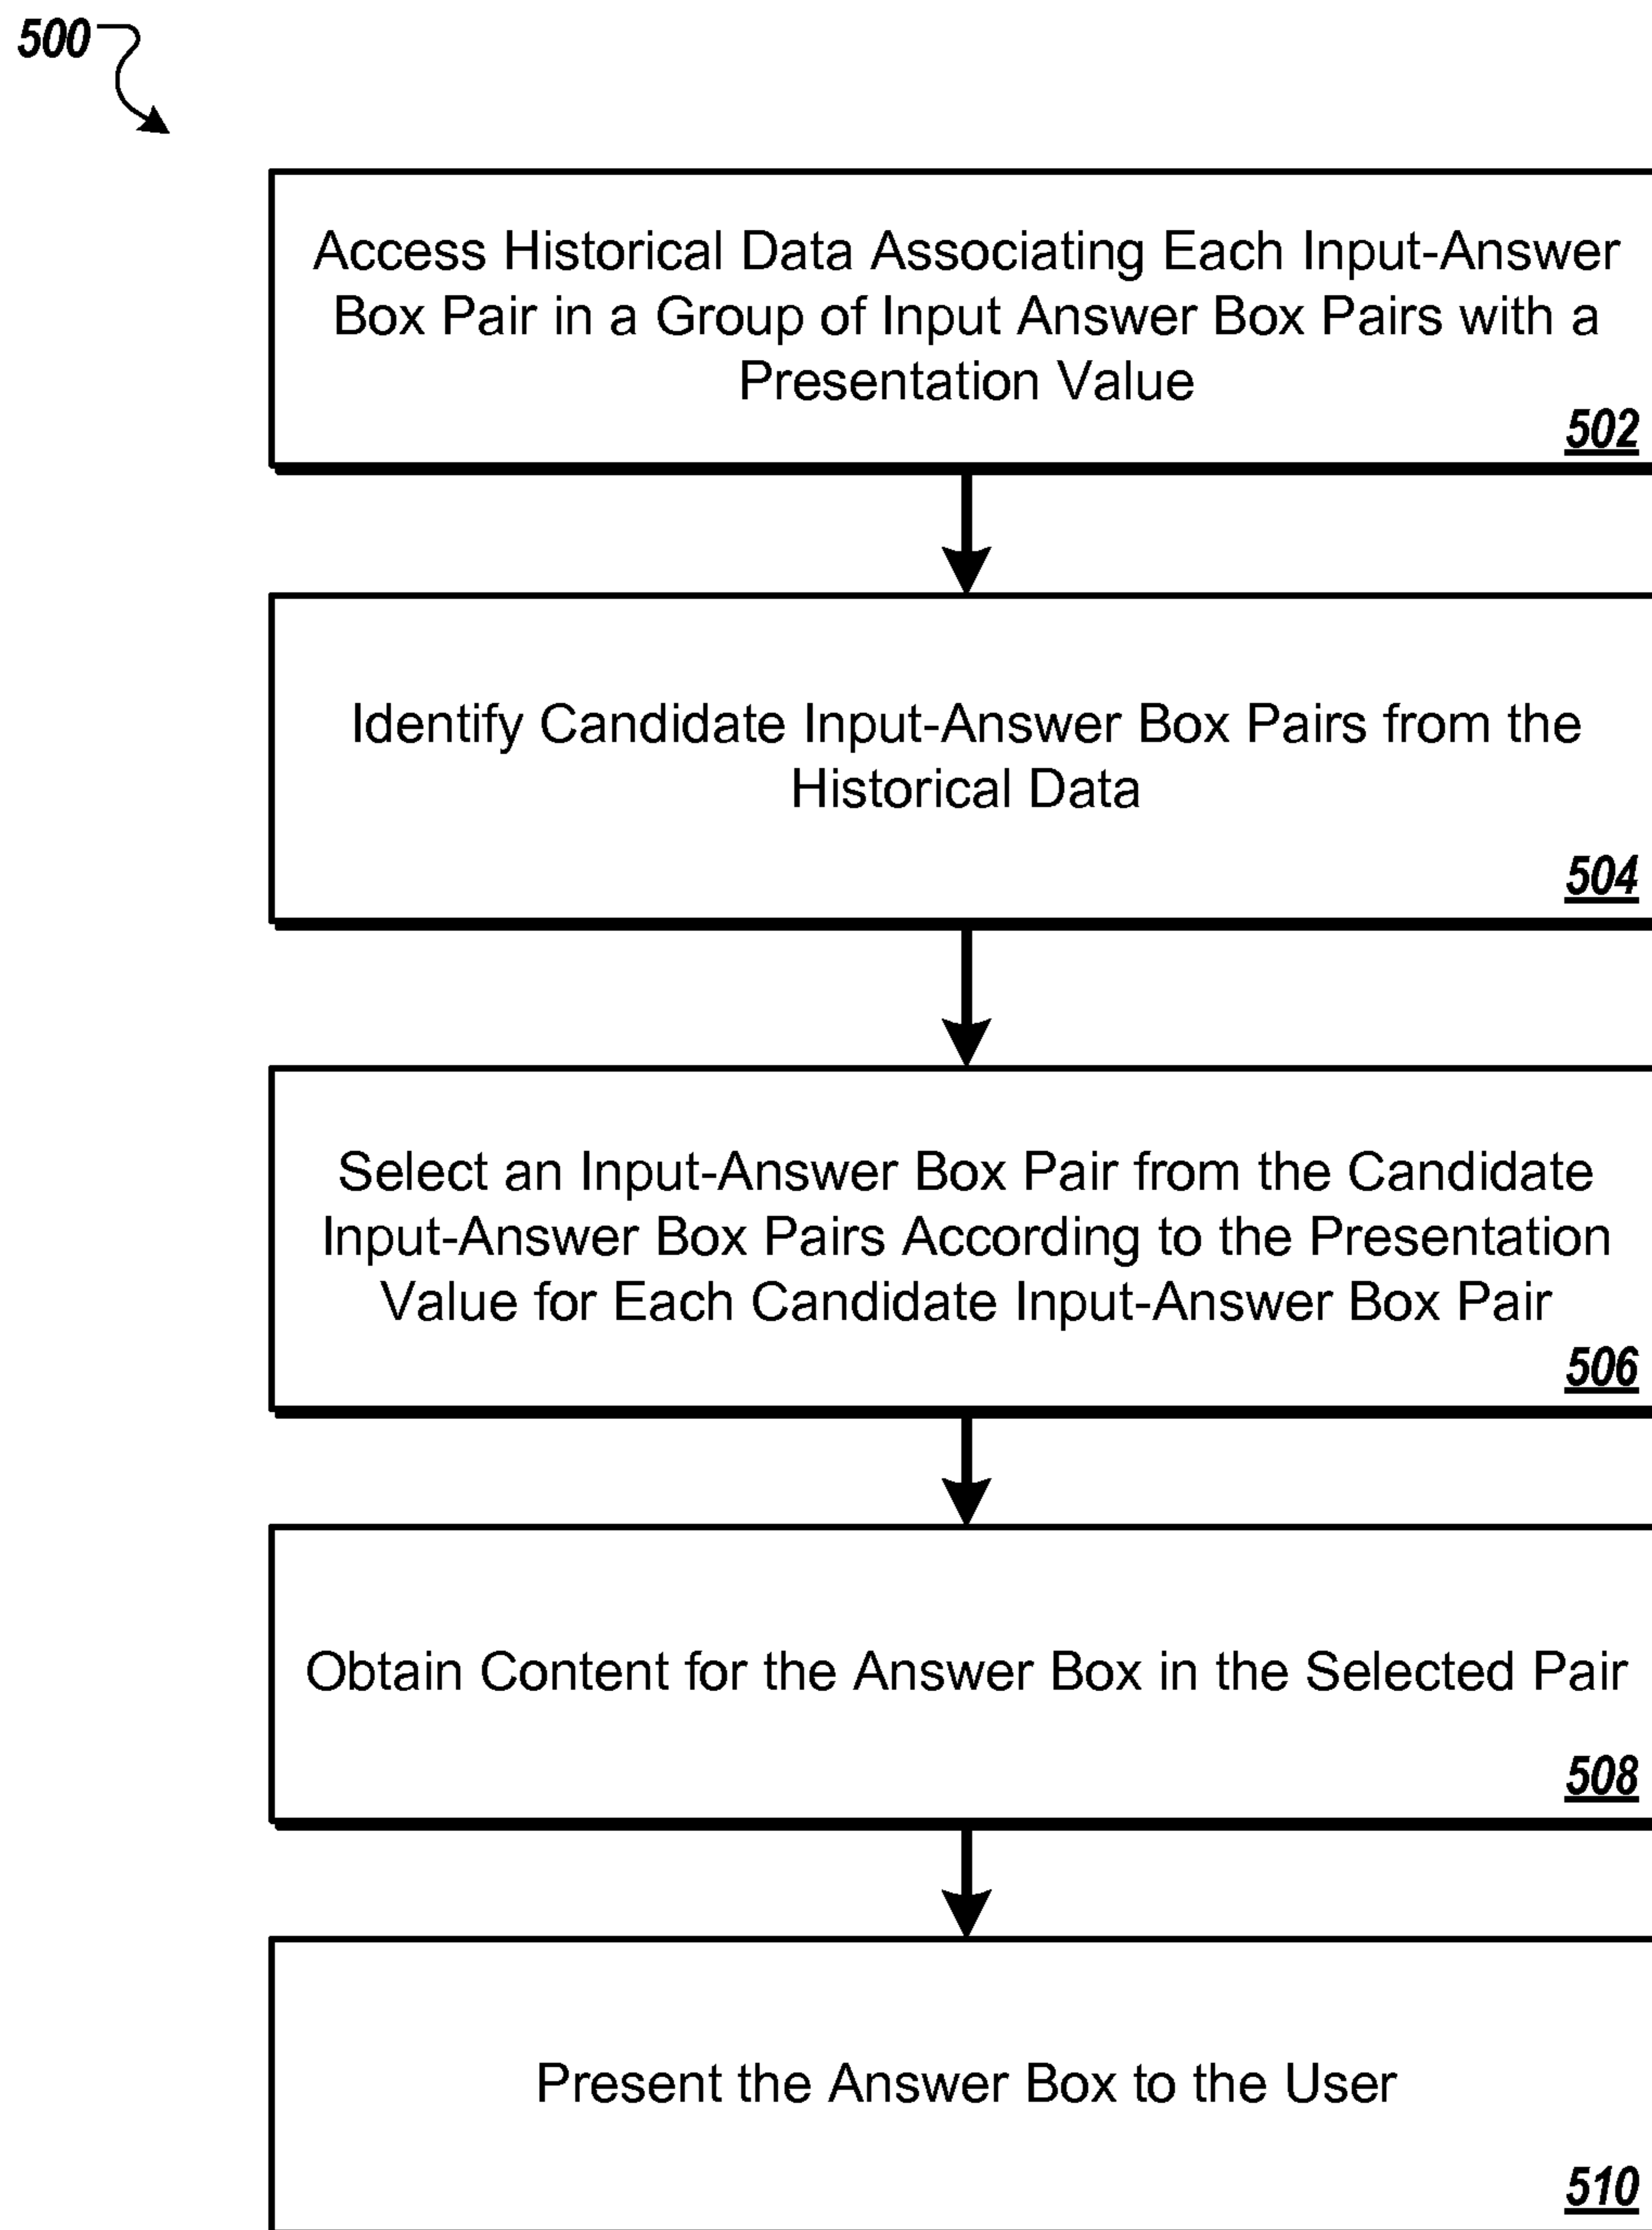 500
Access Historical Data Associating Each Input-Answer
Box Pair in a Group of Input Answer Box Pairs with a
Presentation Value
502
Identify Candidate Input-Answer Box Pairs from the
Historical Data
504
Select an Input-Answer Box Pair from the Candidate
Input-Answer Box Pairs According to the Presentation
Value for Each Candidate Input-Answer Box Pair
506
Obtain Content for the Answer Box in the Selected Pair
508
Present the Answer Box to the User
510